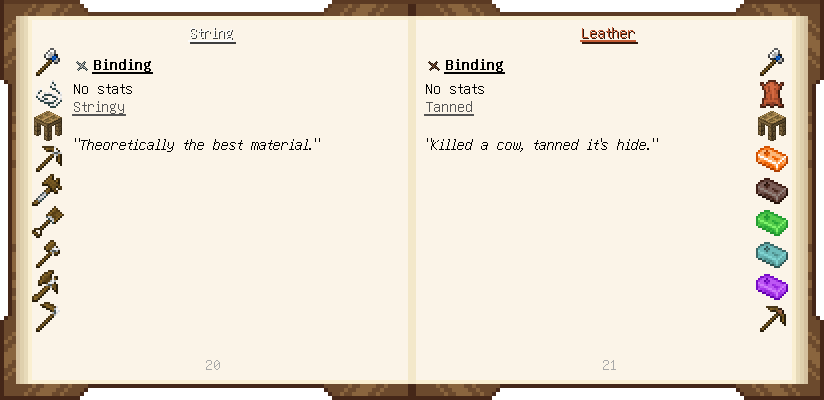 String
Binding
No stats
Stringy
"Theoretically the best material."
20
Leather
Binding
No stats
Tanned
"Killed a cow, tanned it's hide."
21